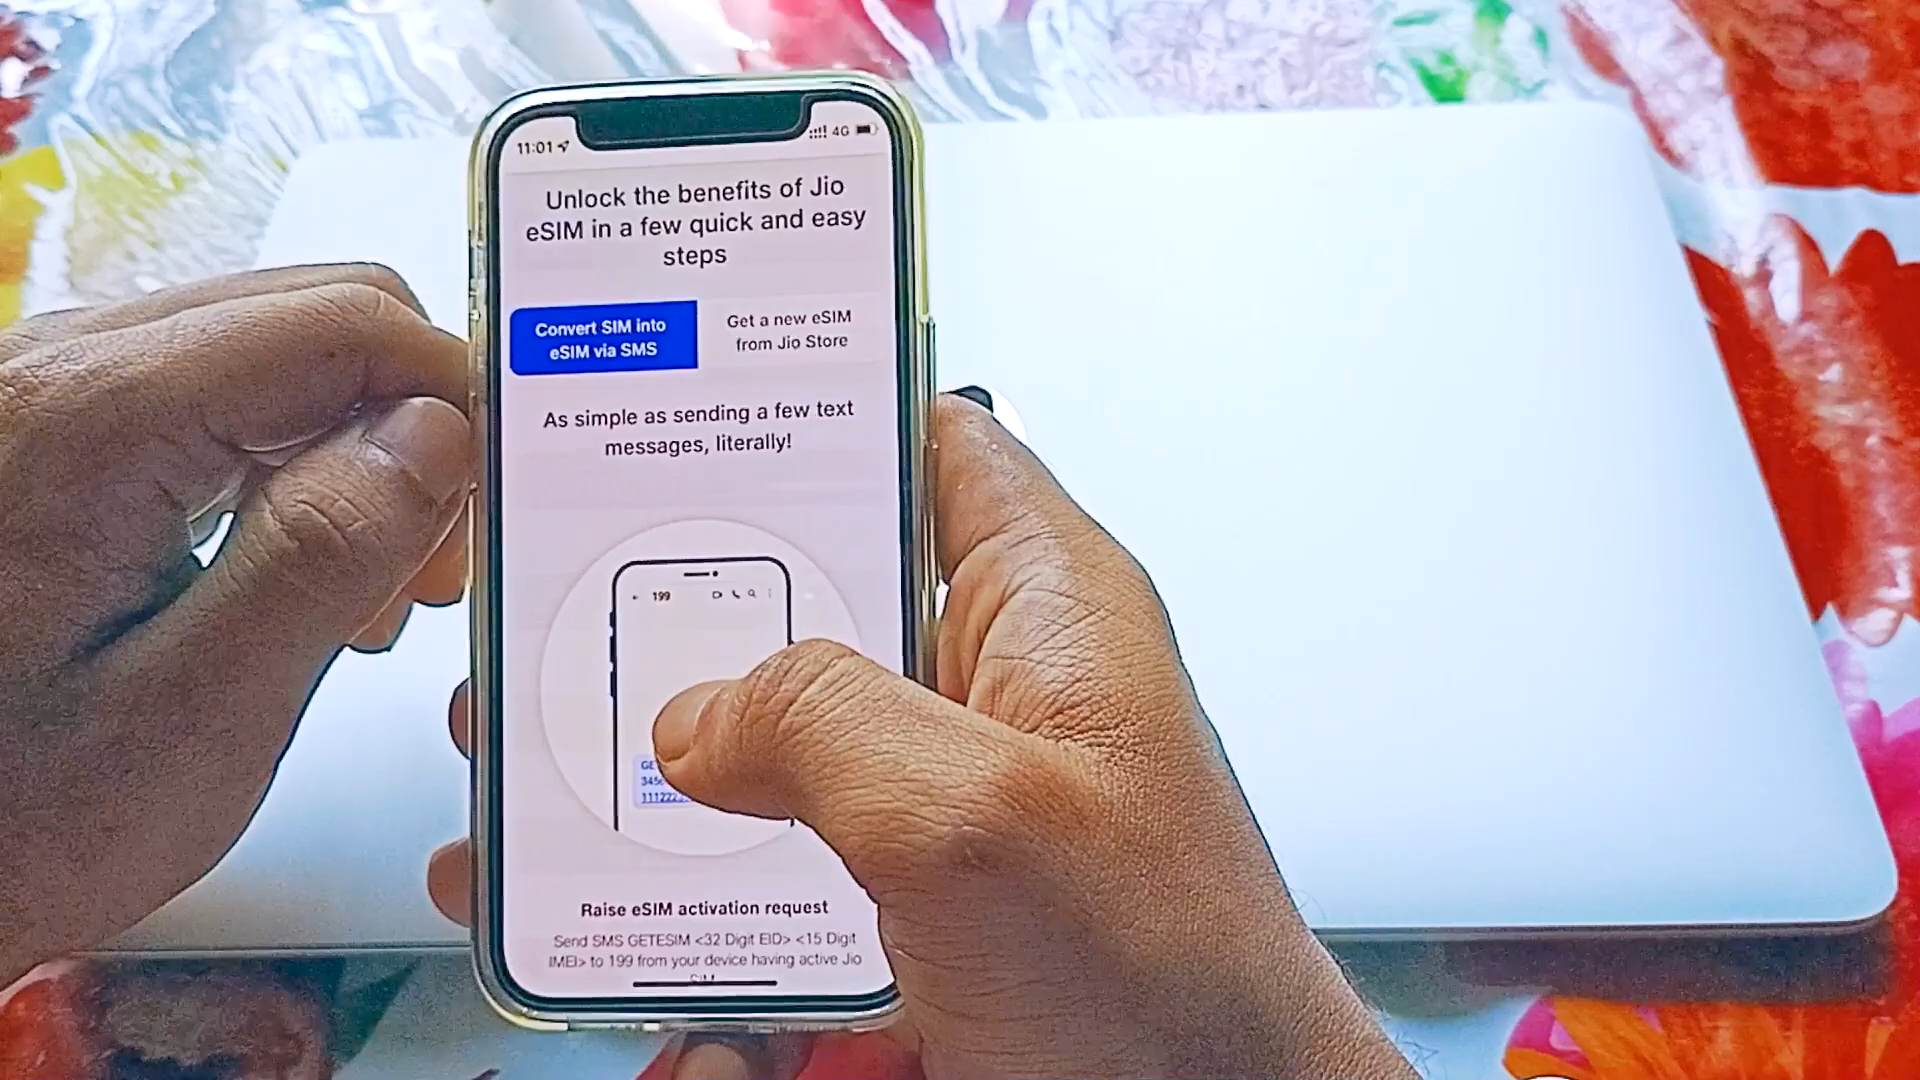 11:01
4G
Unlock the benefits of Jio
eSIM in a few quick and easy
steps
Convert SIM into
eSIM via SMS
Get a new eSIM
from Jio Store
As simple as sending a few text
messages, literally!
199
Raise eSIM activation request
Send SMS GETESIM <32 Digit EID> <15 Digit
IMEI> to 199 from your device having active Jio
SIM